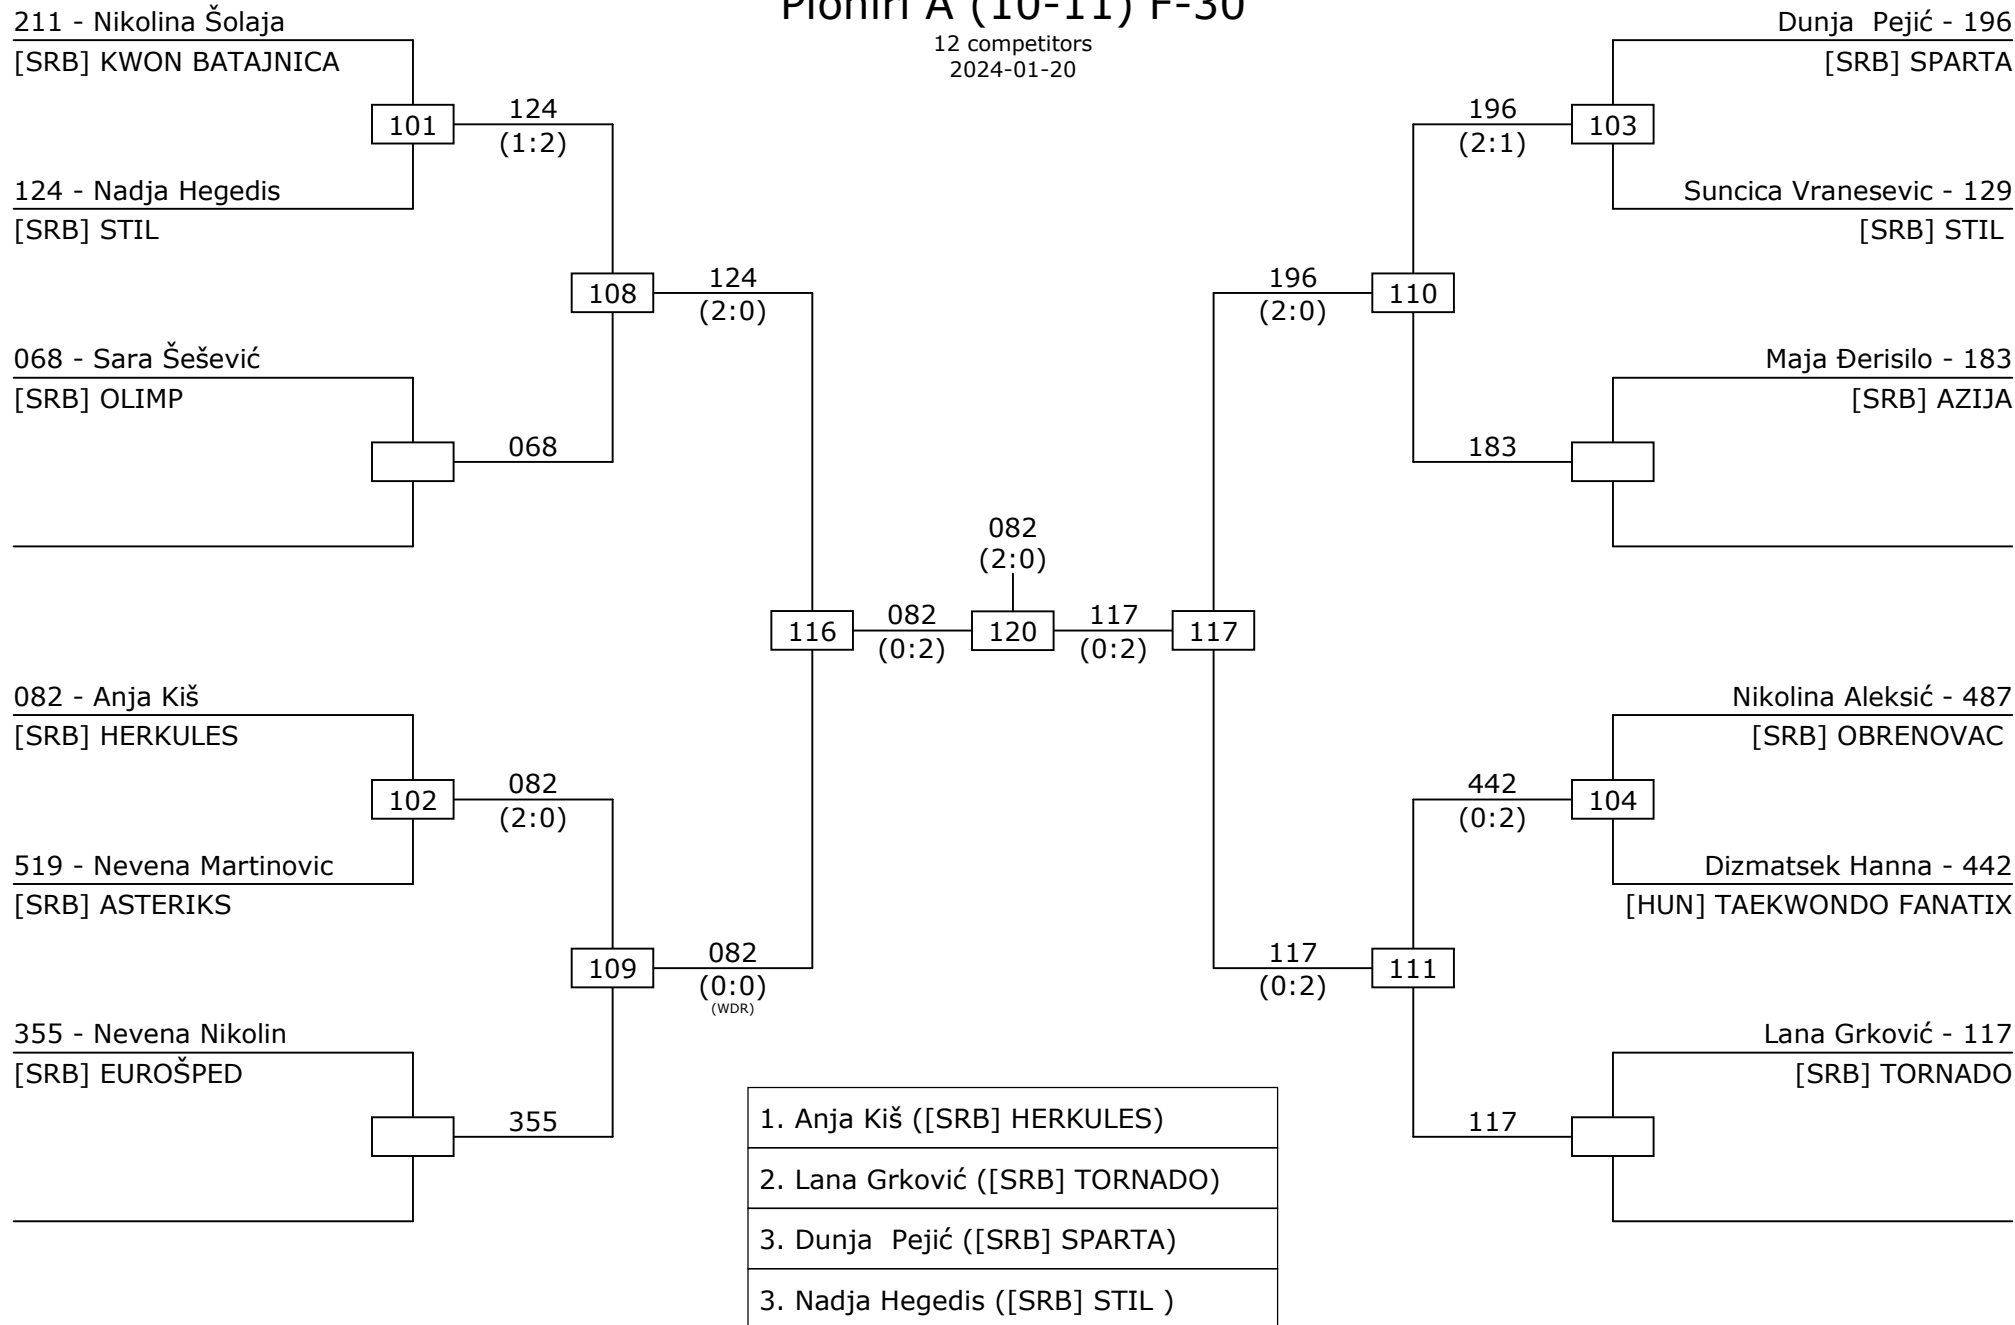 Pioniri A (10-11) F-30
12 competitors
2024-01-20
211 - Nikolina Šolaja
[SRB] KWON BATAJNICA
101
124
(1:2)
124 - Nadja Hegedis
[SRB] STIL
108
124
(2:0)
068 - Sara Šešević
[SRB] OLIMP
068
082 - Anja Kiš
[SRB] HERKULES
102
082
(2:0)
519 - Nevena Martinovic
[SRB] ASTERIKS
109
082
(0:0)
(WDR)
355 - Nevena Nikolin
[SRB] EUROŠPED
355
116
082
(0:2)
082
(2:0)
120
117
(0:2)
117
Dunja  Pejić - 196
[SRB] SPARTA
196
(2:1)
103
Suncica Vranesevic - 129
[SRB] STIL
196
(2:0)
110
Maja Đerisilo - 183
[SRB] AZIJA
183
Nikolina Aleksić - 487
[SRB] OBRENOVAC
442
(0:2)
104
Dizmatsek Hanna - 442
[HUN] TAEKWONDO FANATIX
117
(0:2)
111
Lana Grković - 117
[SRB] TORNADO
117
1. Anja Kiš ([SRB] HERKULES)
2. Lana Grković ([SRB] TORNADO)
3. Dunja  Pejić ([SRB] SPARTA)
3. Nadja Hegedis ([SRB] STIL )